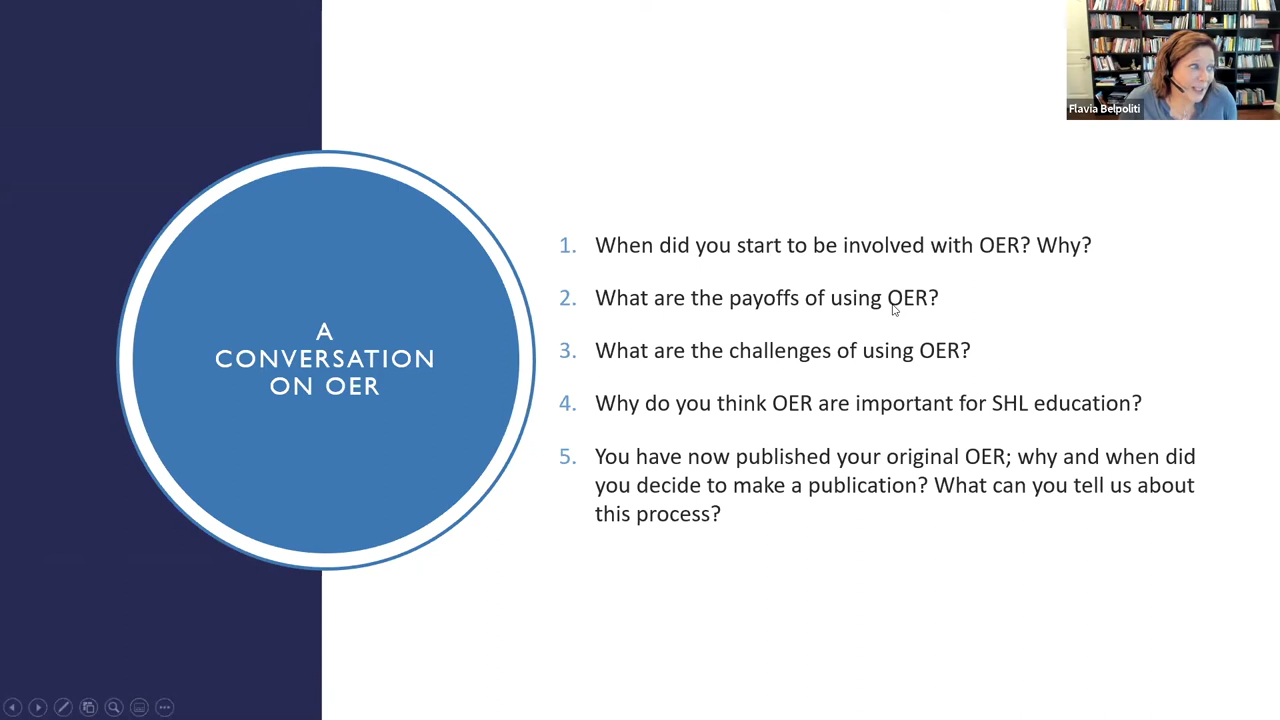 Flavia Belpoliti
A
CONVERSATION
ON OER
1. When did you start to be involved with OER? Why?
2. What are the payoffs of using OER?
3. What are the challenges of using OER?
4. Why do you think OER are important for SHL education?
5. You have now published your original OER; why and when did
you decide to make a publication? What can you tell us about
this process?